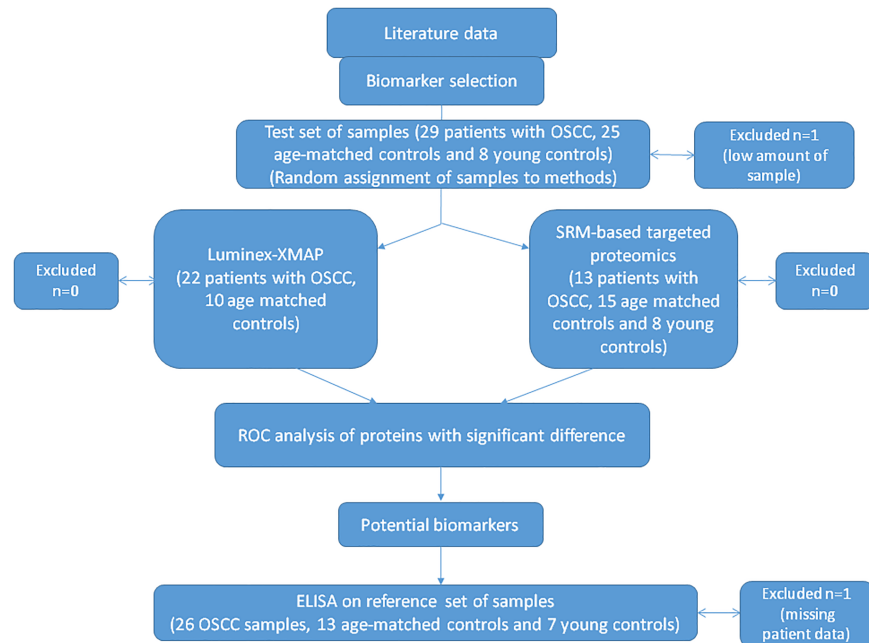 Literature data
Biomarker selection
Test set of samples (29 patients with OSCC, 25
age-matched controls and 8 young controls)
(Random assignment of samples to methods)
Excluded n=1
(low amount of
sample)
Excluded
n=0
Luminex-XMAP
(22 patients with OSCC,
10 age matched
controls)
SRM-based targeted
proteomics
(13 patients with
OSCC, 15 age matched
controls and 8 young
controls)
Excluded
n=0
ROC analysis of proteins with significant difference
Potential biomarkers
ELISA on reference set of samples
(26 OSCC samples, 13 age-matched controls and 7 young controls)
Excluded n=1
(missing
patient data)